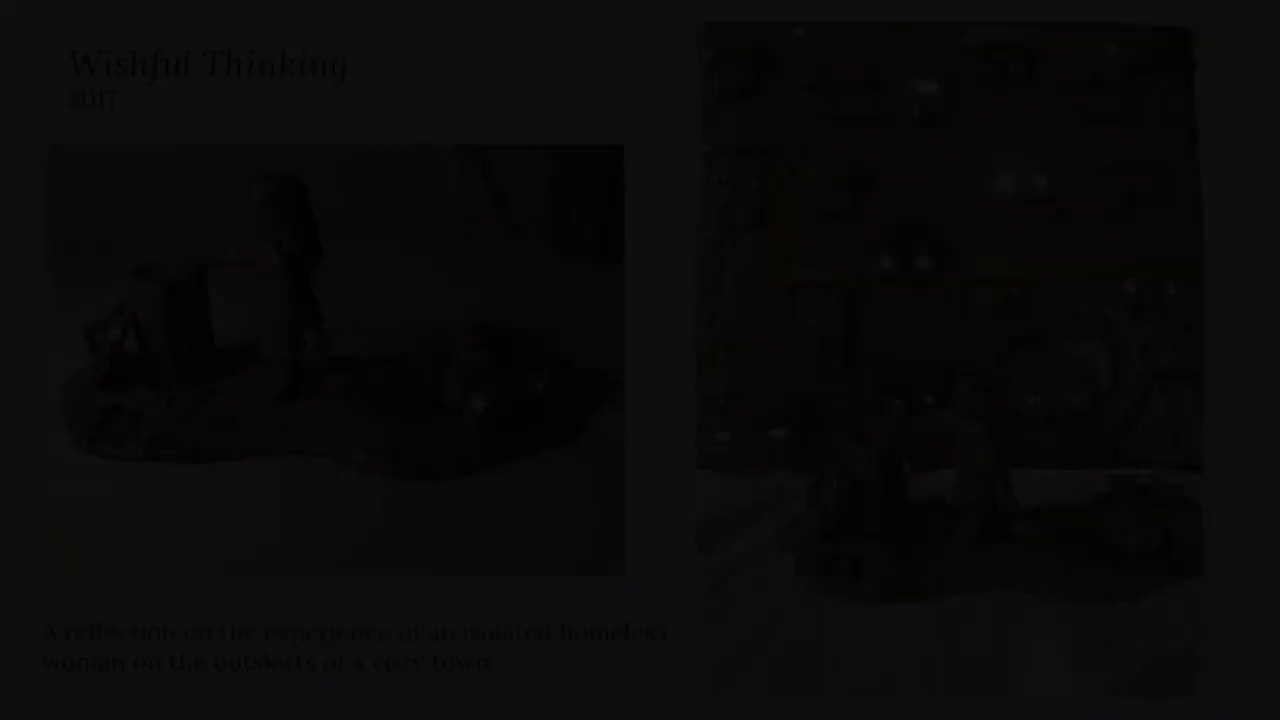 Wishful Thinking
2017
A reflection on the experience of an isolated homeless
woman on the outskirts of a cozy town.